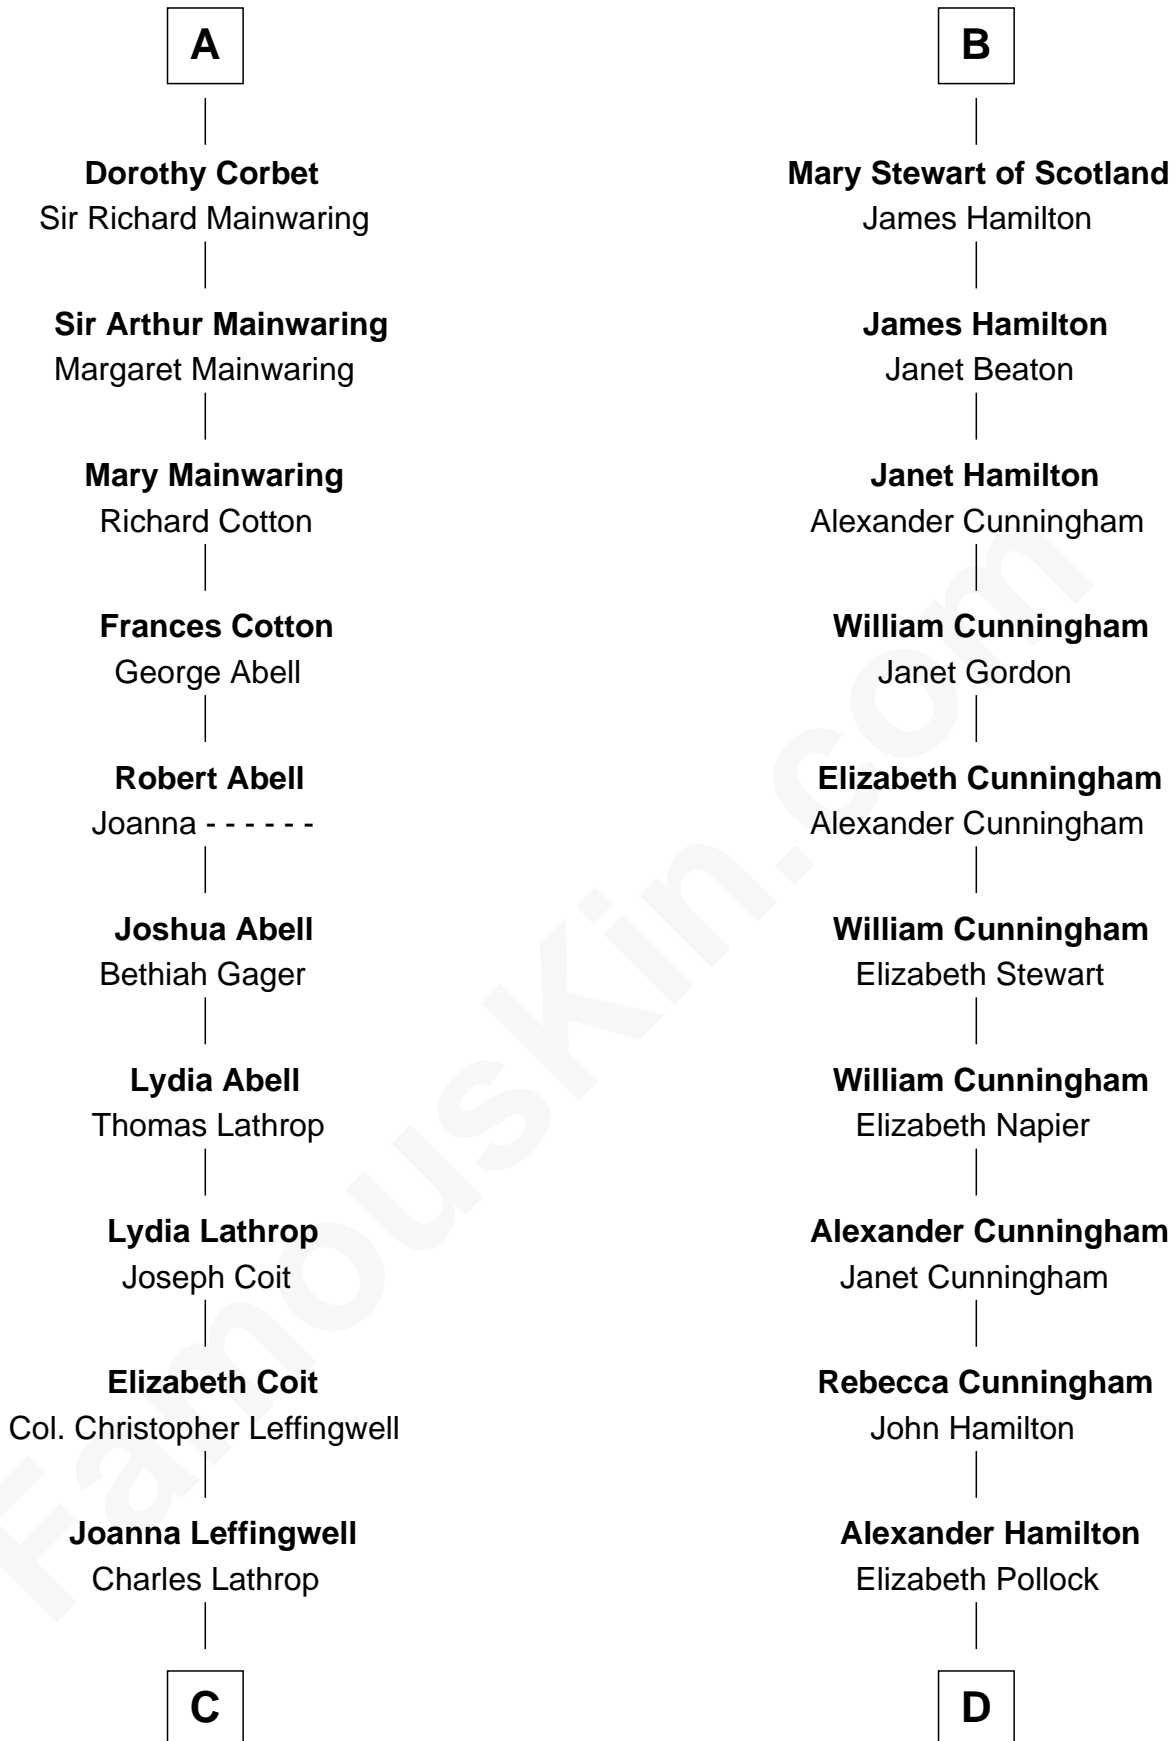 A
Dorothy Corbet
Sir Richard Mainwaring
Sir Arthur Mainwaring
Margaret Mainwaring
Mary Mainwaring
Richard Cotton
Frances Cotton
George Abell
Robert Abell
Joanna - - - - - -
Joshua Abell
Bethiah Gager
Lydia Abell
Thomas Lathrop
Lydia Lathrop
Joseph Coit
Elizabeth Coit
Col. Christopher Leffingwell
Joanna Leffingwell
Charles Lathrop
C
B
Mary Stewart of Scotland
James Hamilton
James Hamilton
Janet Beaton
Janet Hamilton
Alexander Cunningham
William Cunningham
Janet Gordon
Elizabeth Cunningham
Alexander Cunningham
William Cunningham
Elizabeth Stewart
William Cunningham
Elizabeth Napier
Alexander Cunningham
Janet Cunningham
Rebecca Cunningham
John Hamilton
Alexander Hamilton
Elizabeth Pollock
D
FamousKin.com